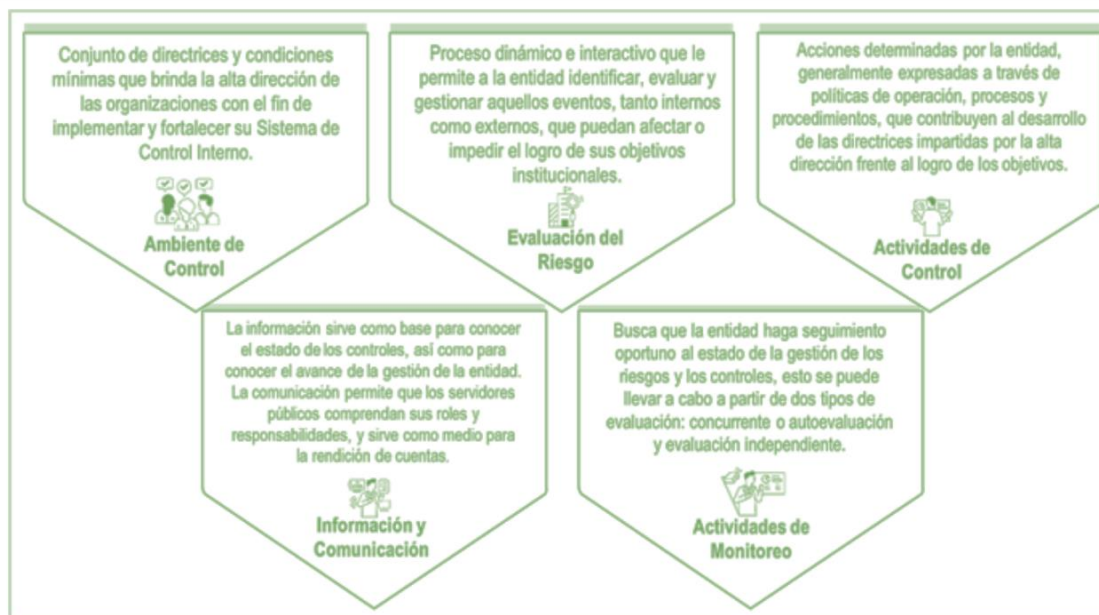 Conjunto de directrices y condiciones
mínimas que brinda la alta dirección de
las organizaciones con el fin de
implementar y fortalecer su Sistema de
Control Interno.
Ambiente de
Control
Proceso dinámico e interactivo que le
permite a la entidad identificar, evaluar y
gestionar aquellos eventos, tanto internos
como externos, que puedan afectar o
impedir el logro de sus objetivos
institucionales.
Evaluación del
Riesgo
Acciones determinadas por la entidad,
generalmente expresadas a través de
políticas de operación, procesos y
procedimientos, que contribuyen al desarrollo
de las directrices impartidas por la alta
dirección frente al logro de los objetivos.
Actividades de
Control
La información sirve como base para conocer
el estado de los controles, así como para
conocer el avance de la gestión de la entidad.
La comunicación permite que los servidores
públicos comprendan sus roles y
responsabilidades, y sirve como medio para
la rendición de cuentas.
Información y
Comunicación
Busca que la entidad haga seguimiento
oportuno al estado de la gestión de los
riesgos y los controles, esto se puede
llevar a cabo a partir de dos tipos de
evaluación: concurrente o autoevaluación
y evaluación independiente.
Actividades de
Monitoreo